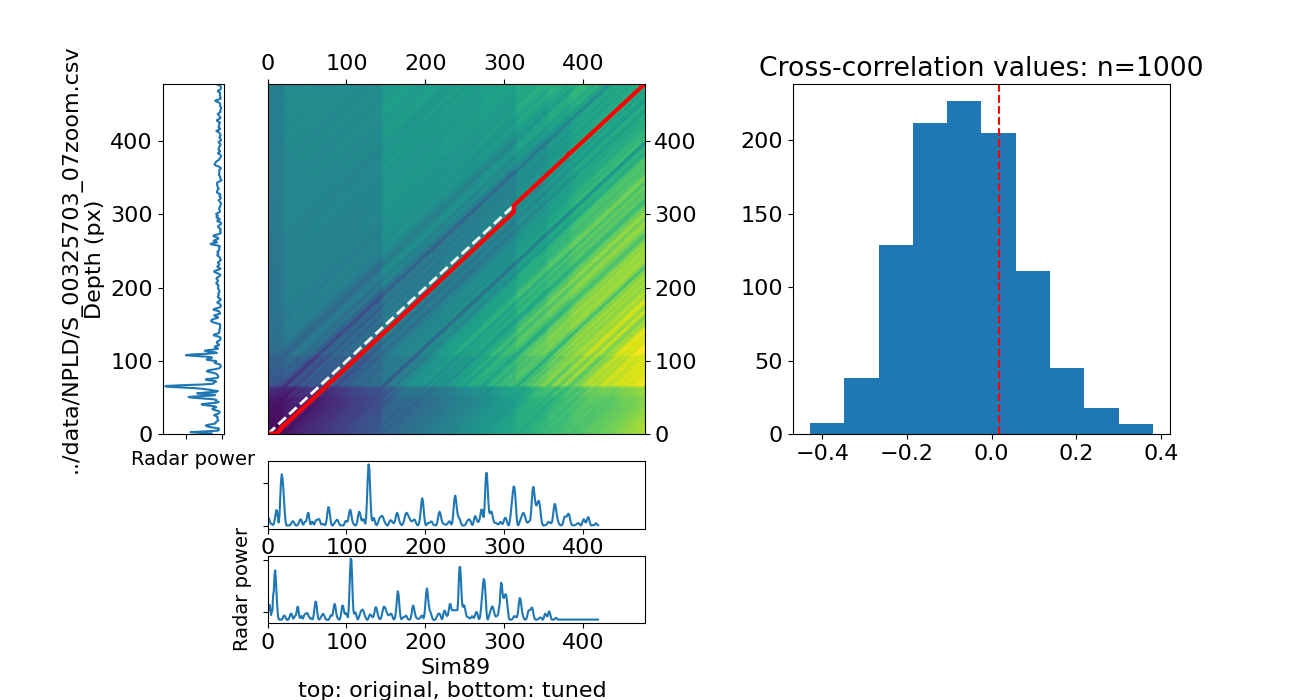 0 100 200 300 400
Cross-correlation values: n=1000
../data/NPLD/S_00325703_07zoom.csv
Depth (px)
400
300
200
100
0
400
300
200
100
0
200
150
100
50
0
−0.4 −0.2 0.0 0.2 0.4
Radar power
0 100 200 300 400
Radar power
0 100 200 300 400
Sim89
top: original, bottom: tuned